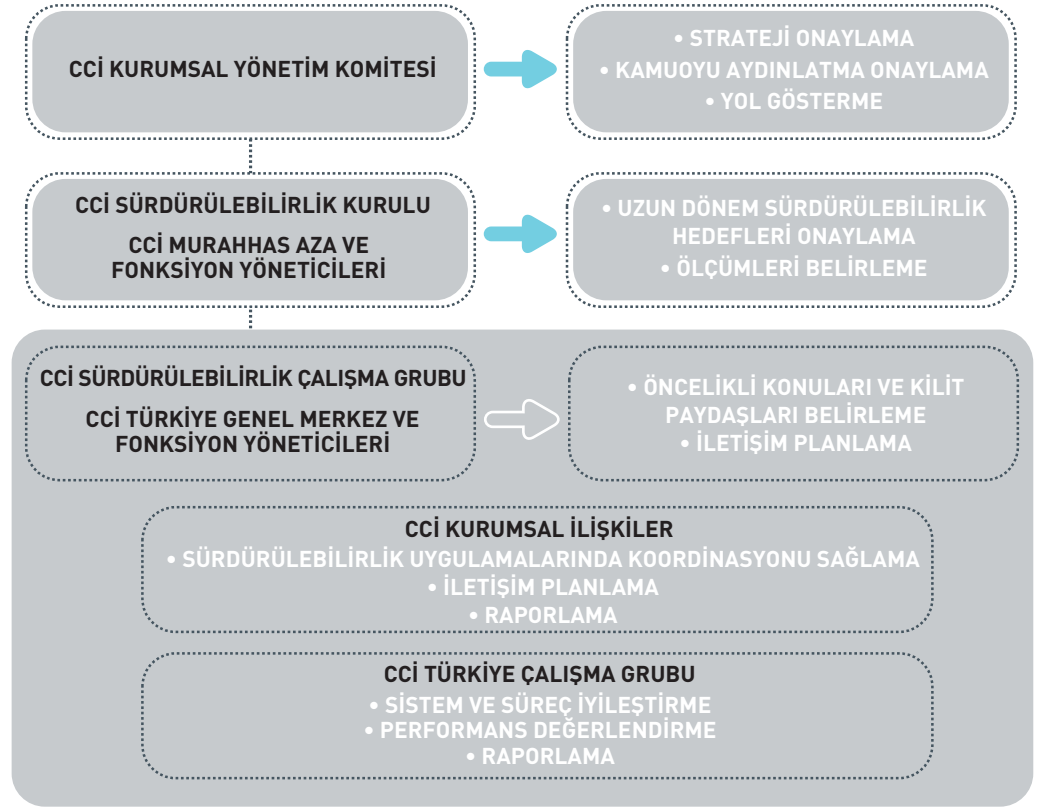 CCİ KURUMSAL YÖNETİM KOMİTESİ
• STRATEJİ ONAYLAMA
• KAMUOYU AYDINLATMA ONAYLAMA
• YOL GÖSTERME
CCİ SÜRDÜRÜLEBİLİRLİK KURULU
CCİ MURAHHAS AZA VE
FONKSİYON YÖNETİCİLERİ
• UZUN DÖNEM SÜRDÜRÜLEBİLİRLİK
HEDEFLERİ ONAYLAMA
• ÖLÇÜMLERİ BELİRLEME
CCİ SÜRDÜRÜLEBİLİRLİK ÇALIŞMA GRUBU
CCİ TÜRKİYE GENEL MERKEZ VE
FONKSİYON YÖNETİCİLERİ
• ÖNCELİKLİ KONULARI VE KİLİT
PAYDAŞLARI BELİRLEME
• İLETİŞİM PLANLAMA
CCİ KURUMSAL İLİŞKİLER
• SÜRDÜRÜLEBİLİRLİK UYGULAMALARINDA KOORDİNASYONU SAĞLAMA
• İLETİŞİM PLANLAMA
• RAPORLAMA
CCİ TÜRKİYE ÇALIŞMA GRUBU
• SİSTEM VE SÜREÇ İYİLEŞTİRME
• PERFORMANS DEĞERLENDİRME
• RAPORLAMA